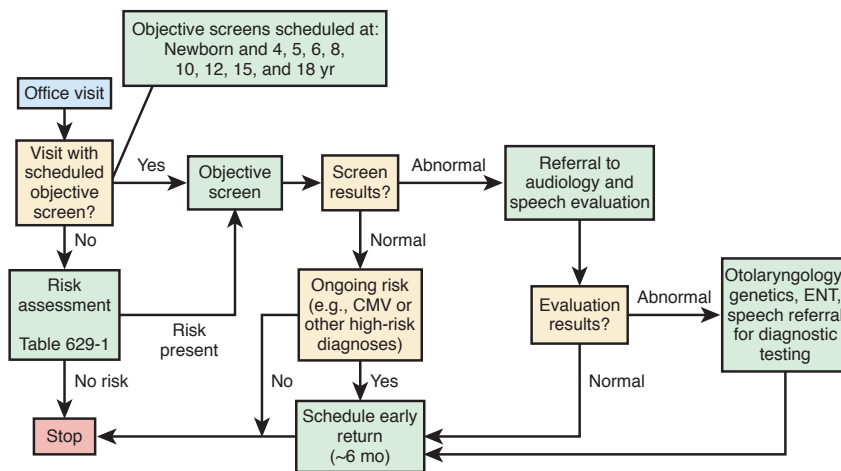 Objective screens scheduled at:
Newborn and 4, 5, 6, 8,
10, 12, 15, and 18 yr
Office visit
Visit with
scheduled
objective
screen?
Yes
Objective
screen
Screen
results?
Abnormal
Referral to
audiology and
speech evaluation
No
Normal
Risk
assessment
Table 629-1
Risk
present
Ongoing risk
(e.g., CMV or
other high-risk
diagnoses)
Evaluation
results?
Abnormal
Otolaryngology,
genetics, ENT,
speech referral
for diagnostic
testing
No risk
No
Yes
Normal
Stop
Schedule early
return
(~6 mo)